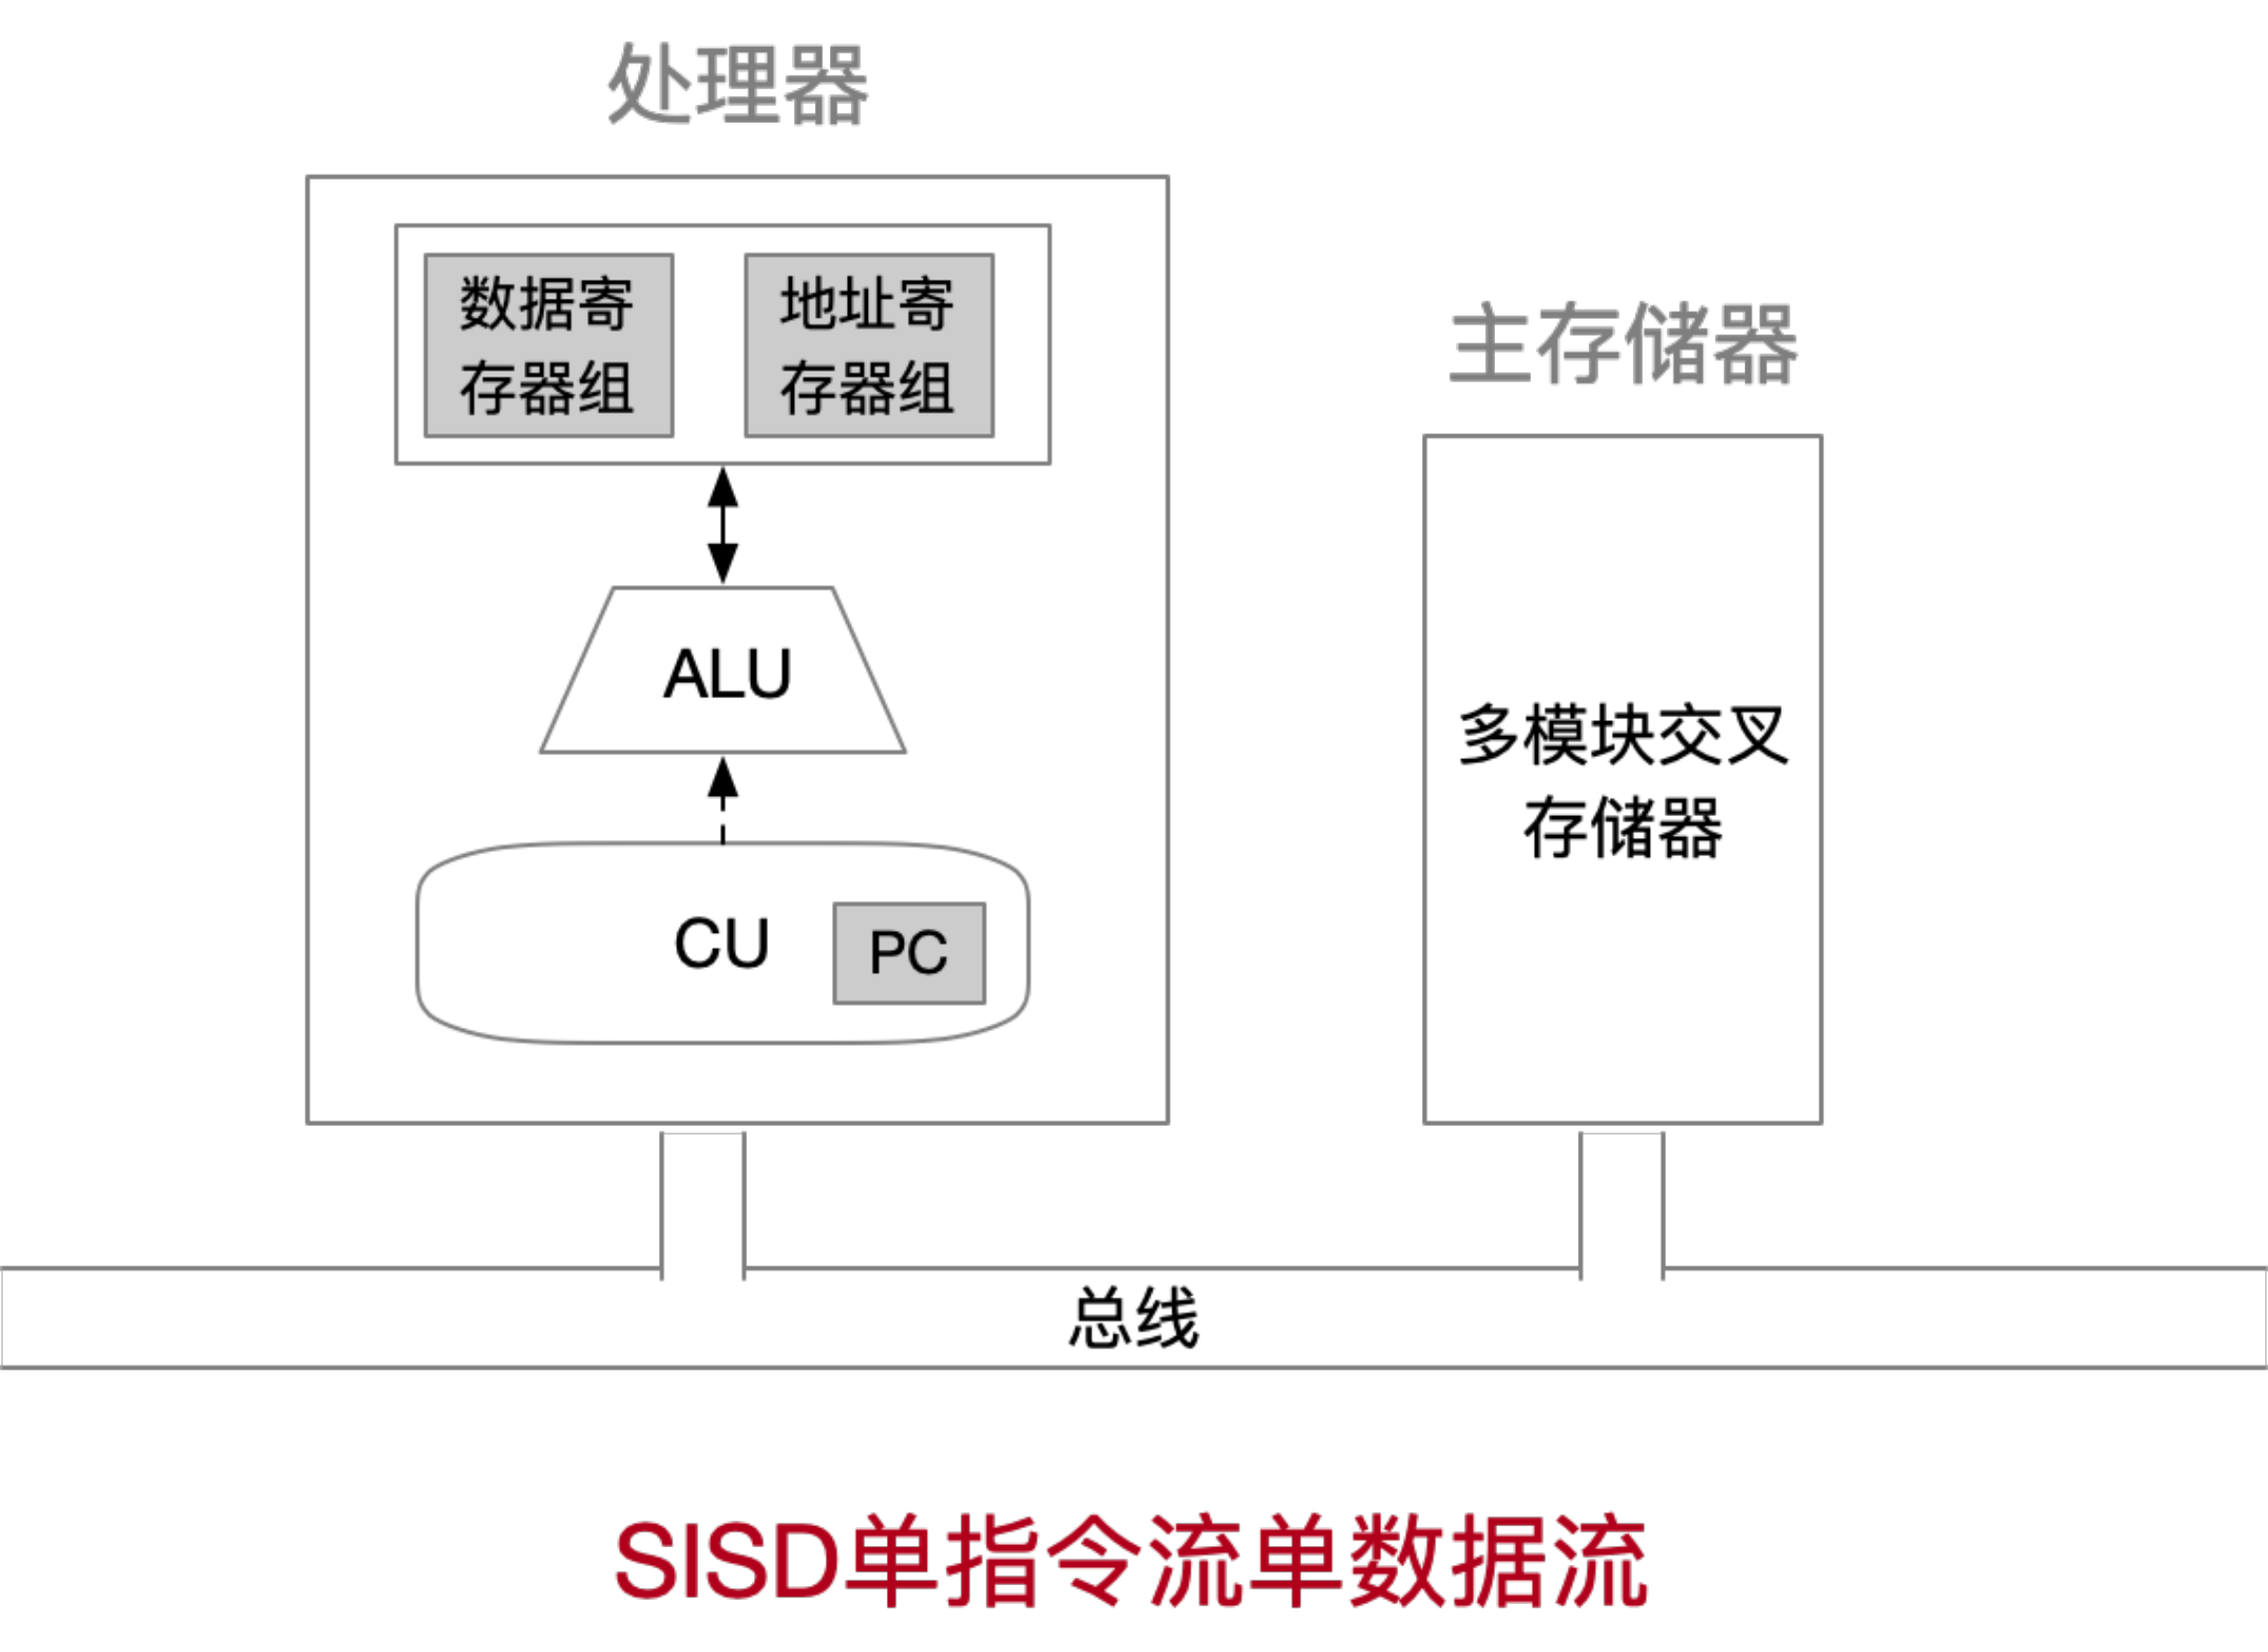 处理器
数据寄
存器组
地址寄
存器组
主存储器
ALU
多模块交叉
存储器
CU
PC
总线
SISD单指令流单数据流